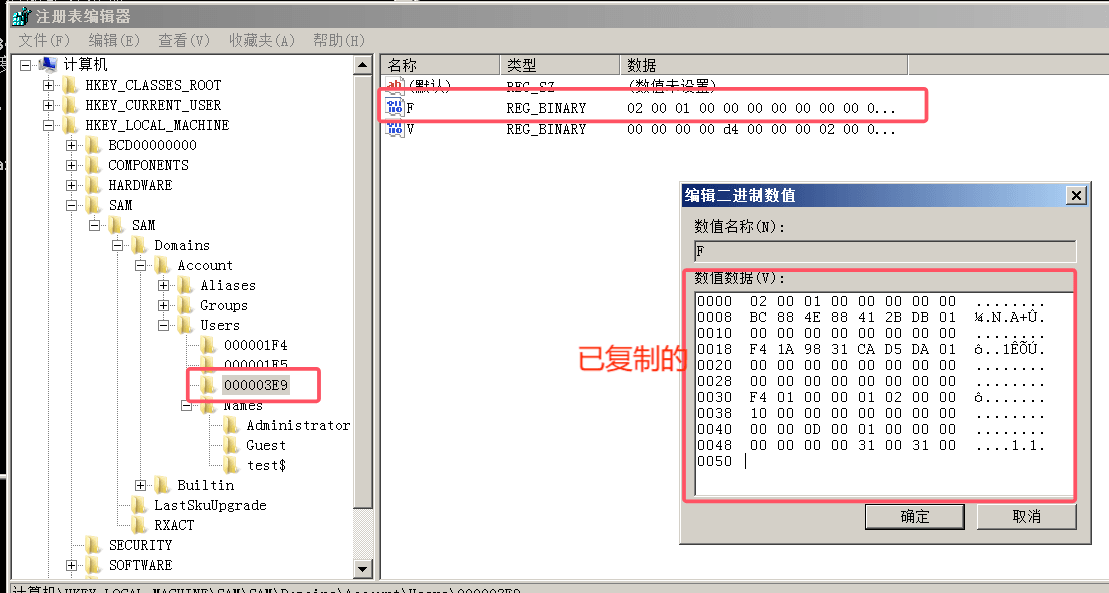 注册表编辑器
文件(F) 编辑(E) 查看(V) 收藏夹(A) 帮助(H)
计算机
HKEY_CLASSES_ROOT
HKEY_CURRENT_USER
HKEY_LOCAL_MACHINE
BCD00000000
COMPONENTS
HARDWARE
SAM
SAM
Domains
Account
Aliases
Groups
Users
000001F4
000001F5
000003E9
Names
Administrator
Guest
test$
Builtin
LastSkuUpgrade
RXACT
SECURITY
SOFTWARE
名称 类型 数据
(默认) REG_SZ (数值未设置)
F REG_BINARY 02 00 01 00 00 00 00 00 00 00 0...
V REG_BINARY 00 00 00 00 d4 00 00 00 02 00 0...
已复制的
编辑二进制数值
数值名称(N):
F
数值数据(V):
0000 02 00 01 00 00 00 00 00 ........
0008 BC 88 4E 88 41 2B DB 01 ¼.N.A+Û.
0010 00 00 00 00 00 00 00 00 ........
0018 F4 1A 98 31 CA D5 DA 01 ô..1ÊÕÚ.
0020 00 00 00 00 00 00 00 00 ........
0028 00 00 00 00 00 00 00 00 ........
0030 F4 01 00 00 01 02 00 00 ô.......
0038 10 00 00 00 00 00 00 00 ........
0040 00 00 0D 00 01 00 00 00 ........
0048 00 00 00 00 31 00 31 00 ....1.1.
0050
确定 取消
计算机\HKEY_LOCAL_MACHINE\SAM\SAM\Domains\Account\Users\000003E9